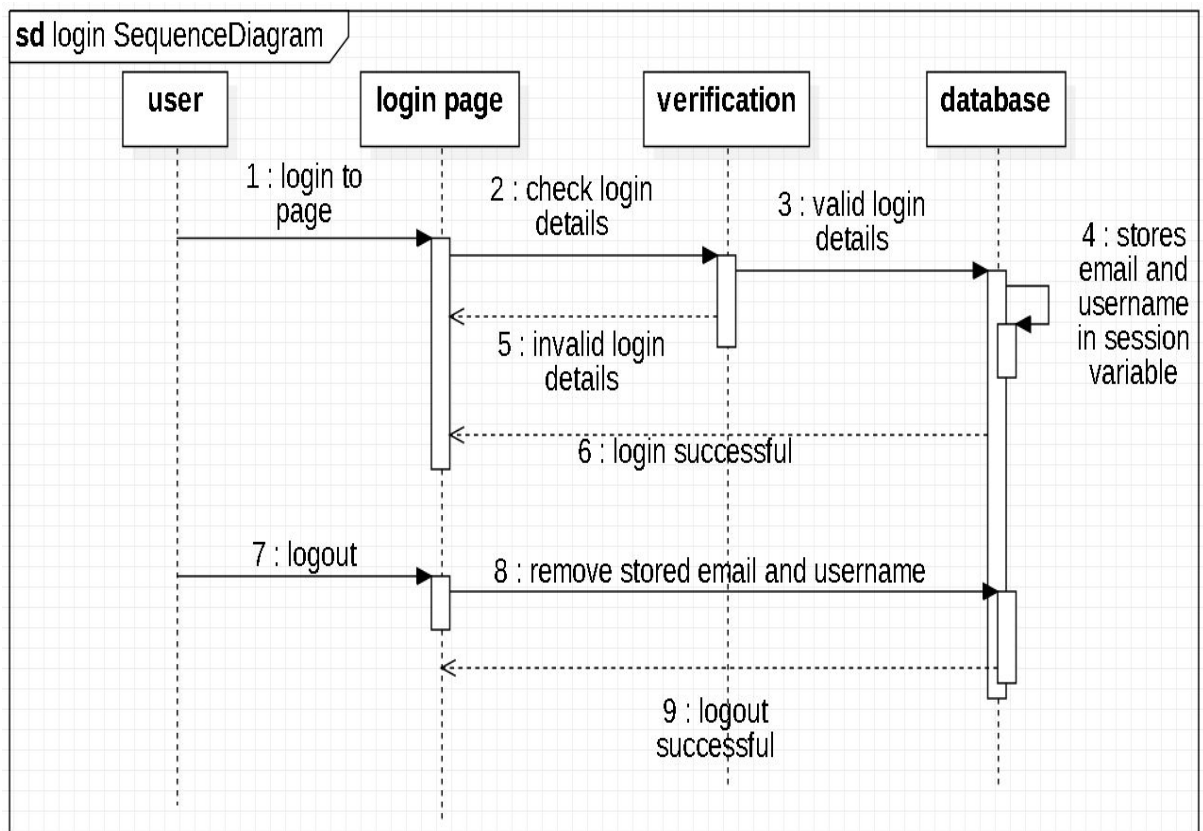 sd login SequenceDiagram
user
login page
verification
database
1 : login to
page
2 : check login
details
3 : valid login
details
4 : stores
email and
username
in session
variable
5 : invalid login
details
6 : login successful
7 : logout
8 : remove stored email and username
9 : logout
successful